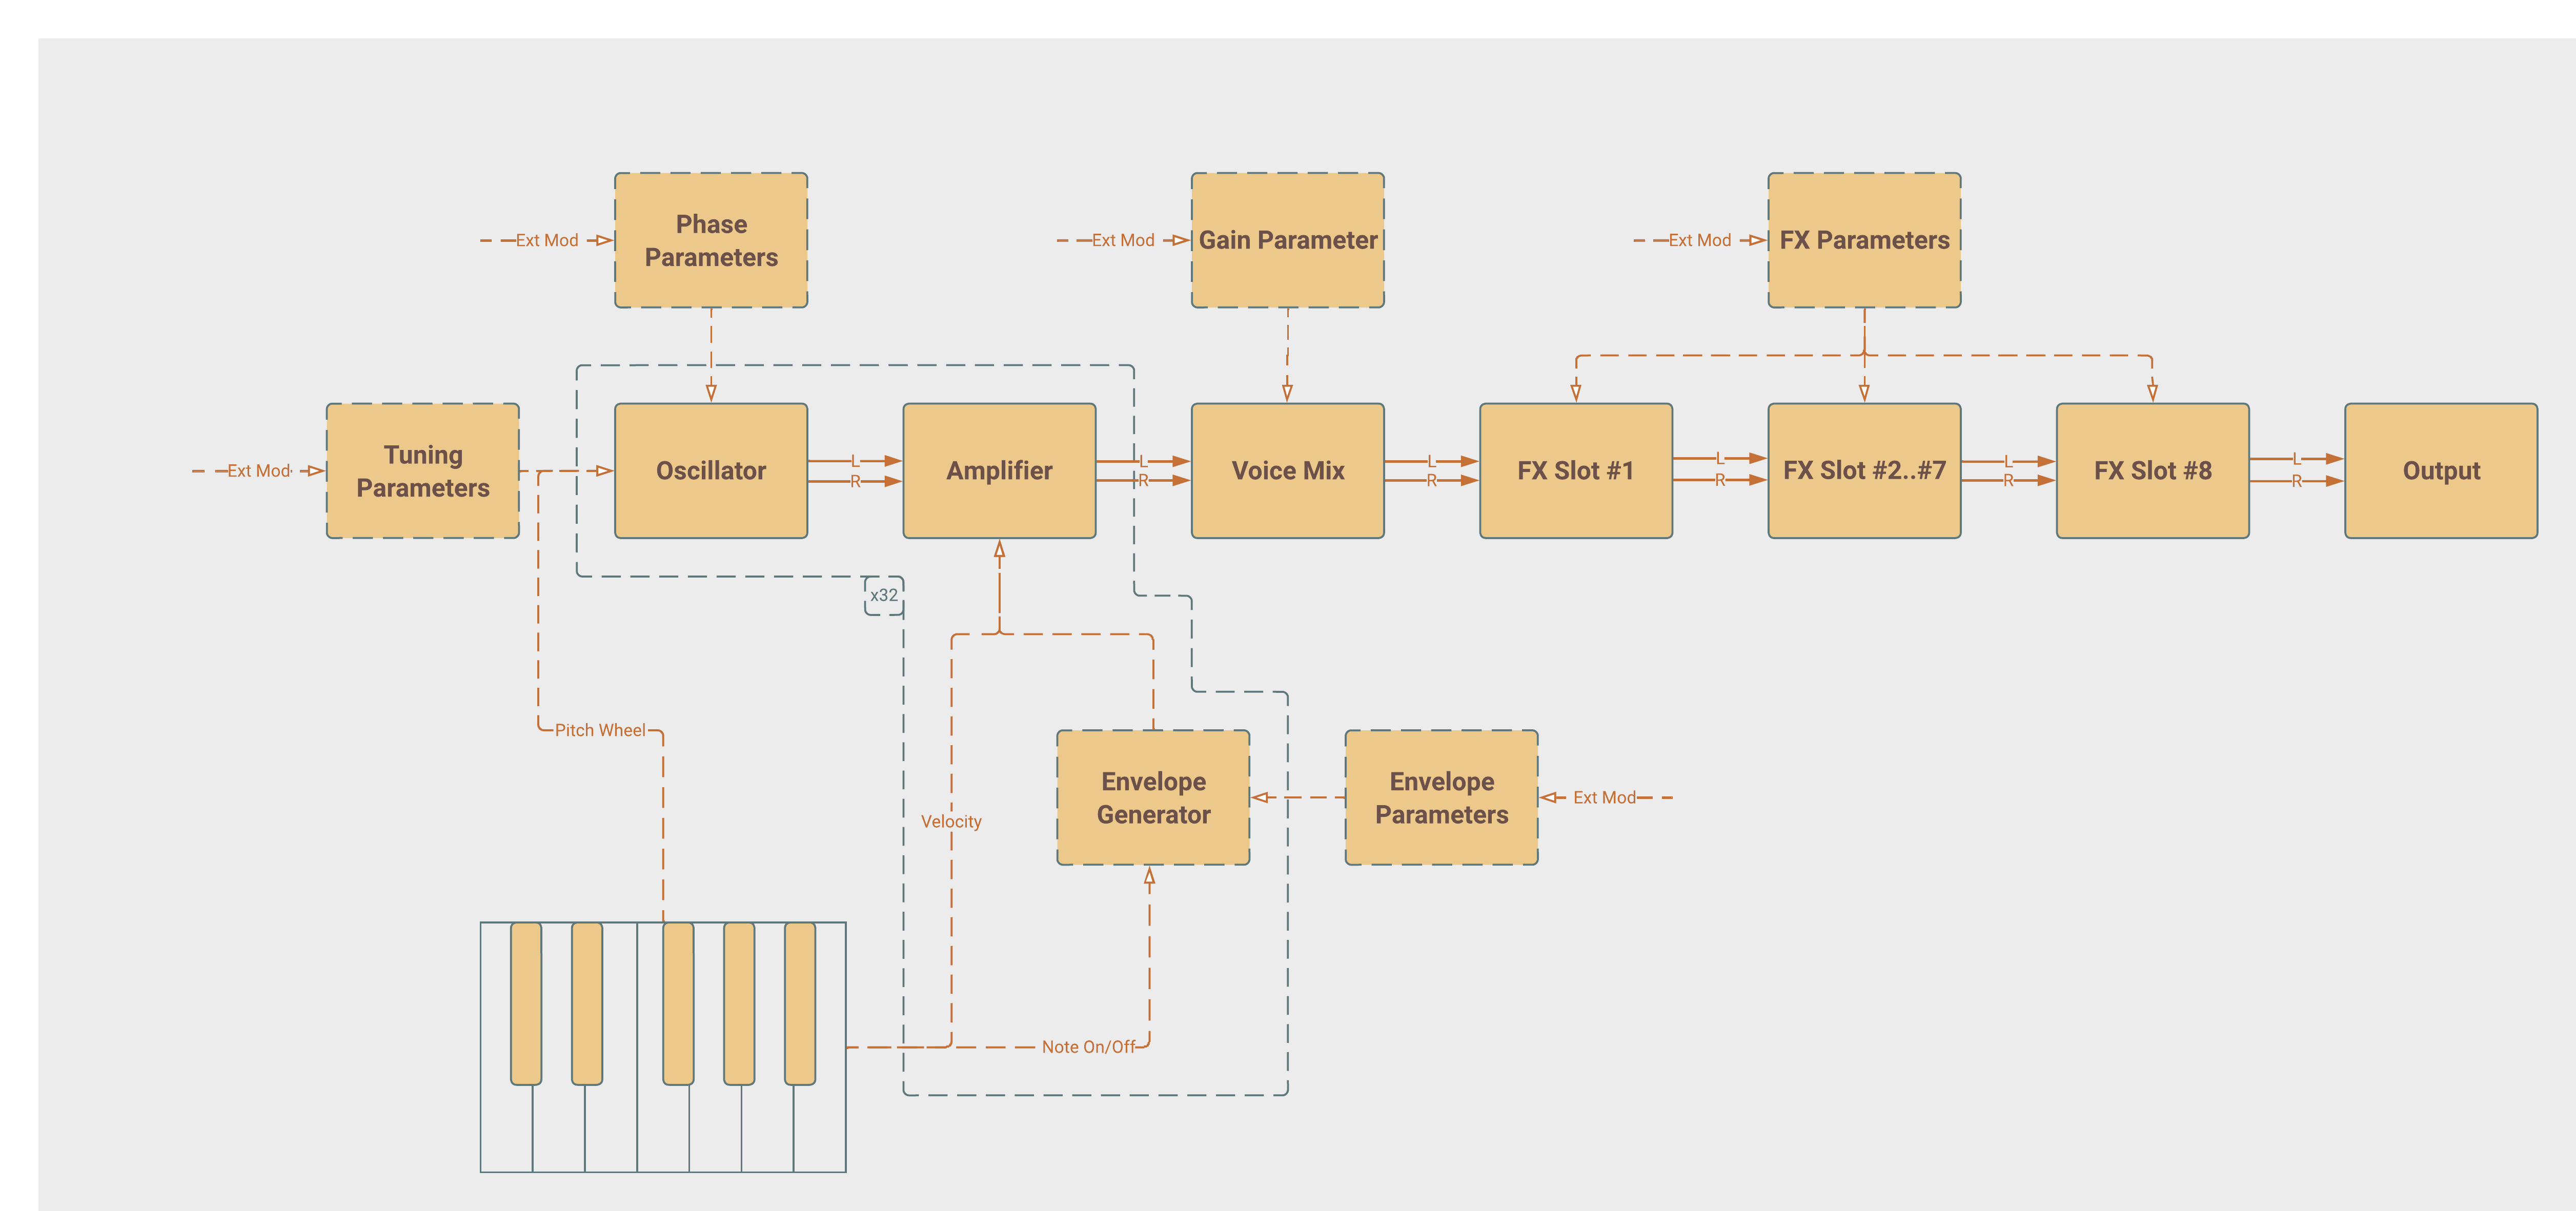 Phase
Parameters
Ext Mod
Gain Parameter
Ext Mod
FX Parameters
Ext Mod
Tuning
Parameters
Ext Mod
Oscillator
L
R
Amplifier
L
R
Voice Mix
L
R
FX Slot #1
L
R
FX Slot #2..#7
L
R
FX Slot #8
L
R
Output
x32
Pitch Wheel
Envelope
Generator
Envelope
Parameters
Ext Mod
Velocity
Note On/Off